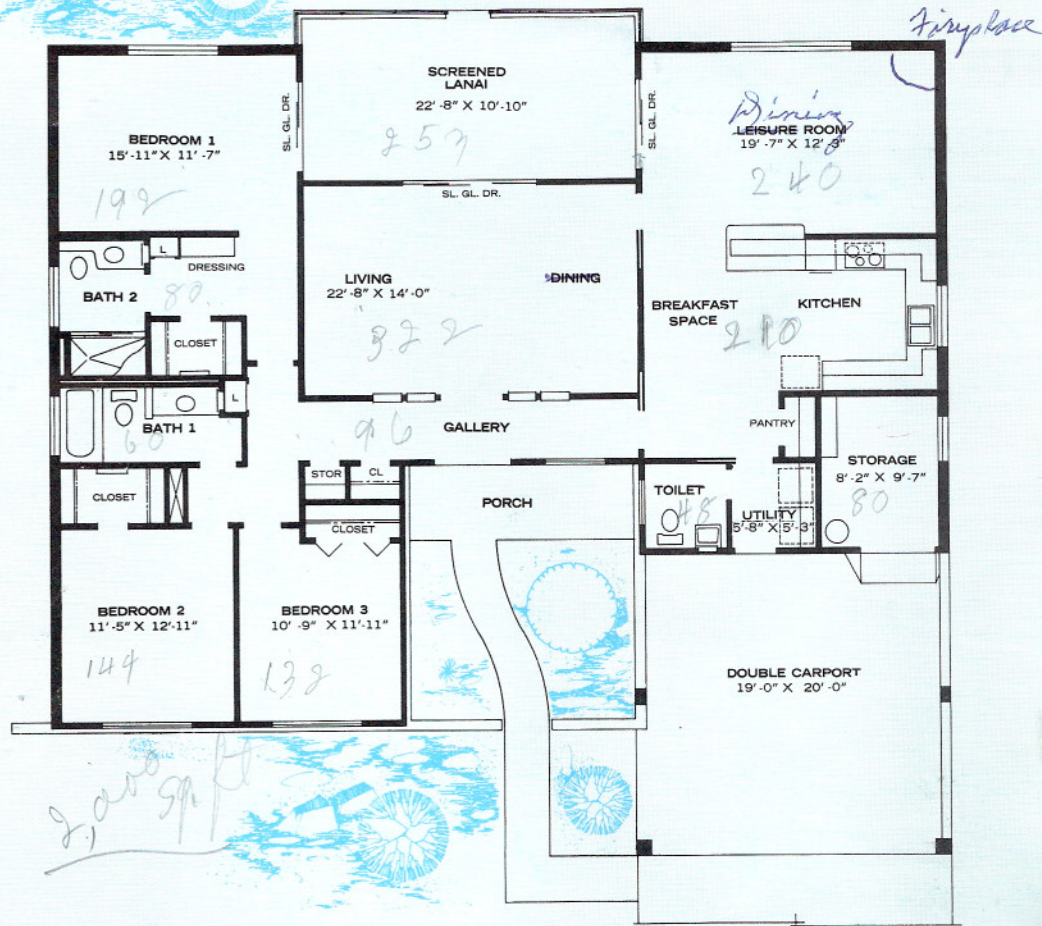 Fireplace
SCREENED
LANAI
22'-8" X 10'-10"
253
SL. GL. DR.
SL. GL. DR.
Dining
LEISURE ROOM
19'-7" X 12'-3"
240
BEDROOM 1
15'-11" X 11'-7"
192
SL. GL. DR.
L
DRESSING
BATH 2
80
CLOSET
LIVING
22'-8" X 14'-0"
322
DINING
BREAKFAST
SPACE
KITCHEN
210
L
BATH 1
60
96
GALLERY
PANTRY
CLOSET
STOR
CL
CLOSET
PORCH
TOILET
48
UTILITY
5'-8" X 5'-3"
STORAGE
8'-2" X 9'-7"
80
BEDROOM 2
11'-5" X 12'-11"
144
BEDROOM 3
10'-9" X 11'-11"
132
DOUBLE CARPORT
19'-0" X 20'-0"
2,000
Sq. ft